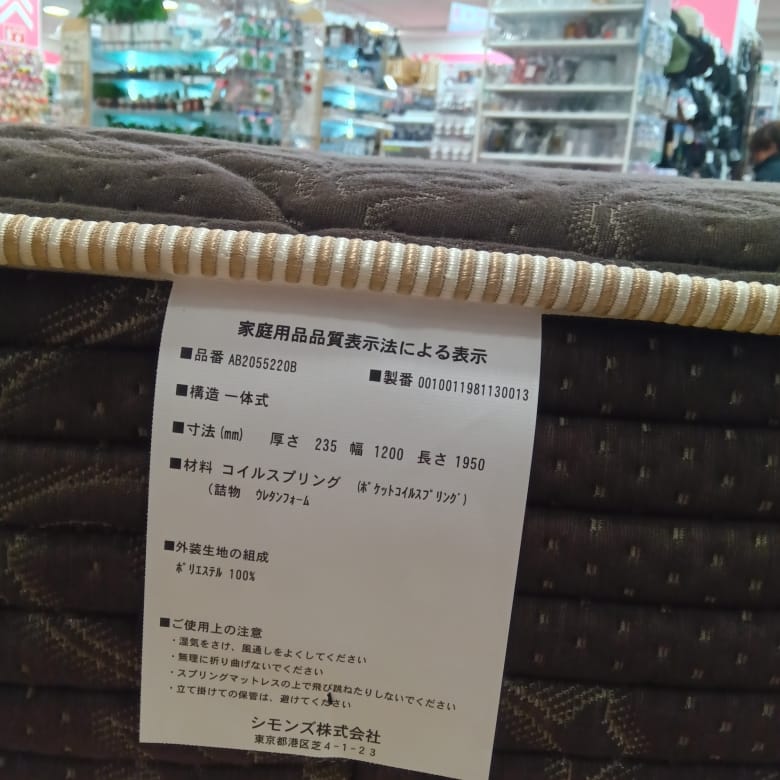 家庭用品品質表示法による表示
■品番 AB2055220B ■製番 0010011981130013
■構造 一体式
■寸法(mm) 厚さ 235 幅 1200 長さ 1950
■材料 コイルスプリング (ﾎﾟｹｯﾄｺｲﾙｽﾌﾟﾘﾝｸﾞ)
(詰物 ｳﾚﾀﾝﾌｫｰﾑ
■外装生地の組成
ﾎﾟﾘｴｽﾃﾙ 100%
■ご使用上の注意
・湿気をさけ、風通しをよくしてください
・無理に折り曲げないでください
・スプリングマットレスの上で飛び跳ねたりしないでください
・立て掛けての保管は、避けてください
シモンズ株式会社
東京都港区芝4-1-23